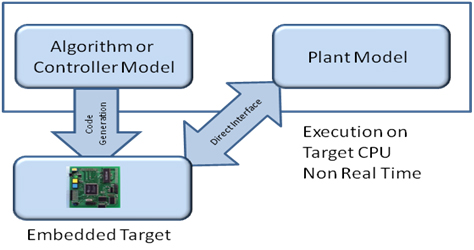 Algorithm or
Controller Model
Plant Model
Code
Generation
Direct Interface
Execution on
Target CPU
Non Real Time
Embedded Target